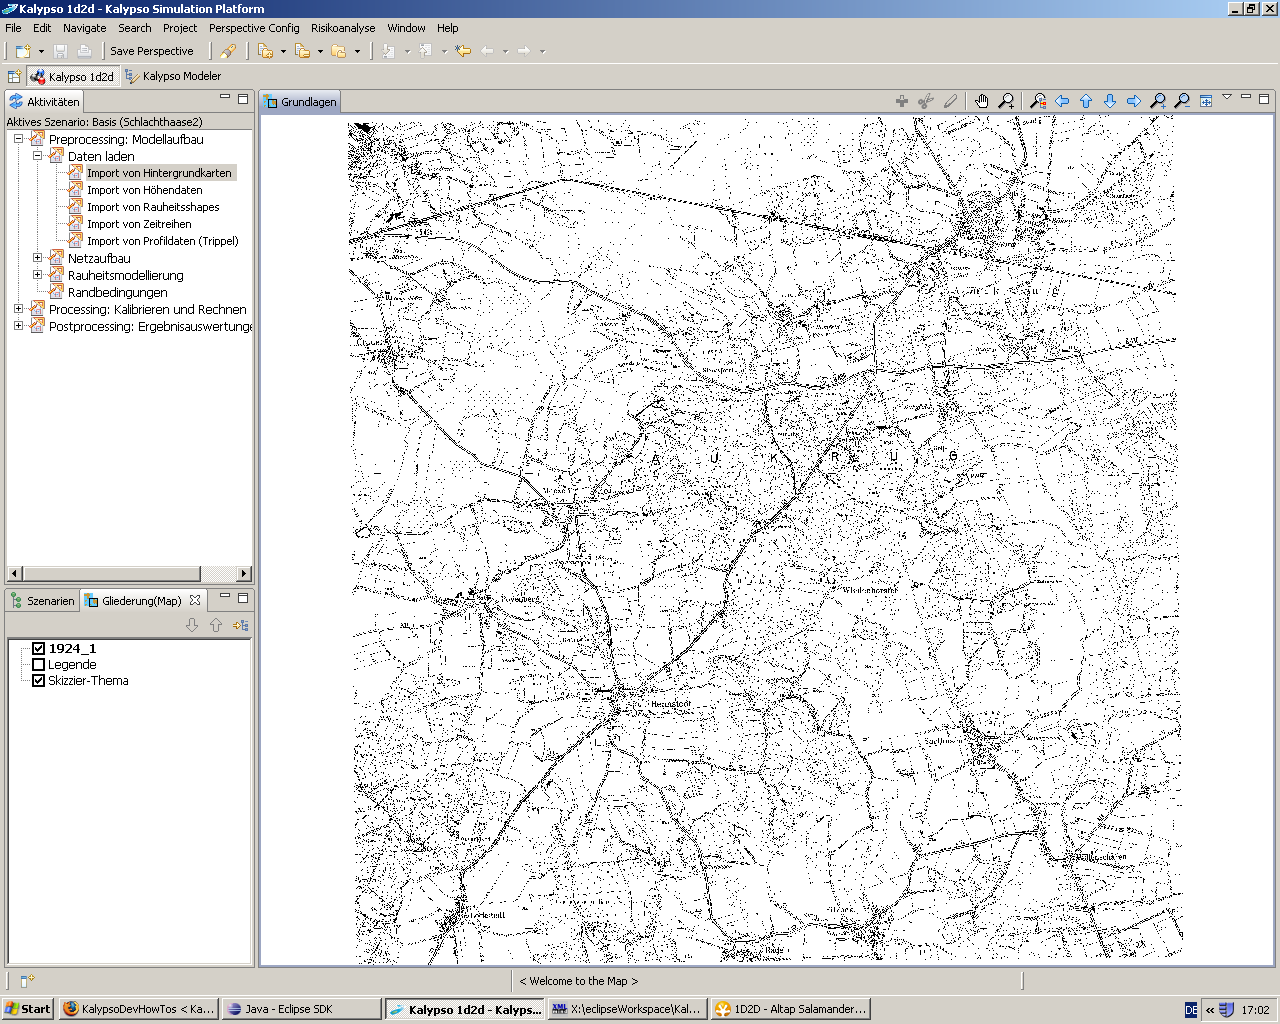 Kalypso 1d2d - Kalypso Simulation Platform
File Edit Navigate Search Project Perspective Config Risikoanalyse Window Help
Save Perspective
Kalypso 1d2d Kalypso Modeler
Aktivitäten
Aktives Szenario: Basis (Schlachthaase2)
Preprocessing: Modellaufbau
Daten laden
Import von Hintergrundkarten
Import von Höhendaten
Import von Rauheitsshapes
Import von Zeitreihen
Import von Profildaten (Trippel)
Netzaufbau
Rauheitsmodellierung
Randbedingungen
Processing: Kalibrieren und Rechnen
Postprocessing: Ergebnisauswertunge
Szenarien Gliederung(Map)
1924_1
Legende
Skizzier-Thema
Grundlagen
A U K R U G
< Welcome to the Map >
Start KalypsoDevHowTos < Ka... Java - Eclipse SDK Kalypso 1d2d - Kalyps... X:\eclipseWorkspace\Kal... 1D2D - Altap Salamander... DE « 17:02